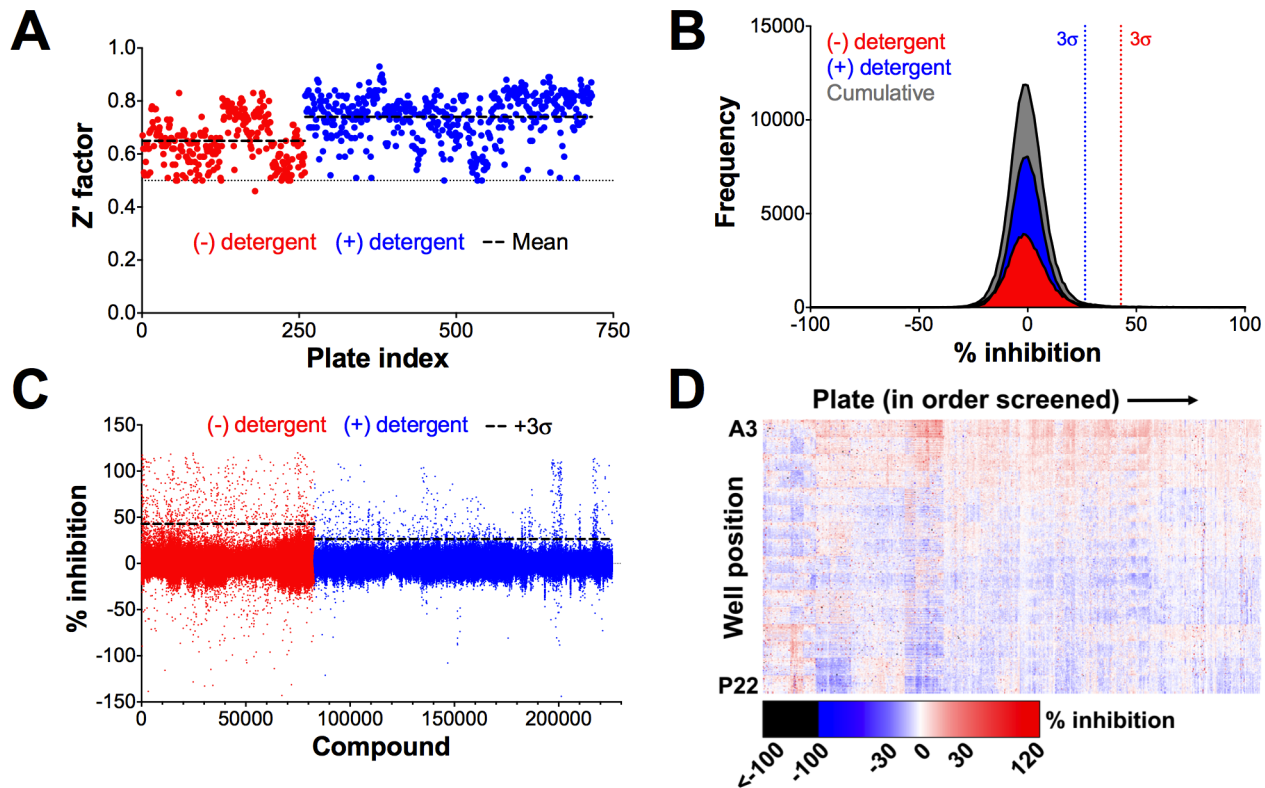 A
1.0
0.8
0.6
0.4
0.2
0.0
Z' factor
(-) detergent (+) detergent -- Mean
0 250 500 750
Plate index
B
15000
10000
5000
0
Frequency
(-) detergent
(+) detergent
Cumulative
3σ 3σ
-100 -50 0 50 100
% inhibition
C
(-) detergent (+) detergent -- +3σ
150
100
50
0
-50
-100
-150
% inhibition
0 50000 100000 150000 200000
Compound
D
Plate (in order screened)
A3
Well position
P22
% inhibition
<-100 -100 -30 0 30 120